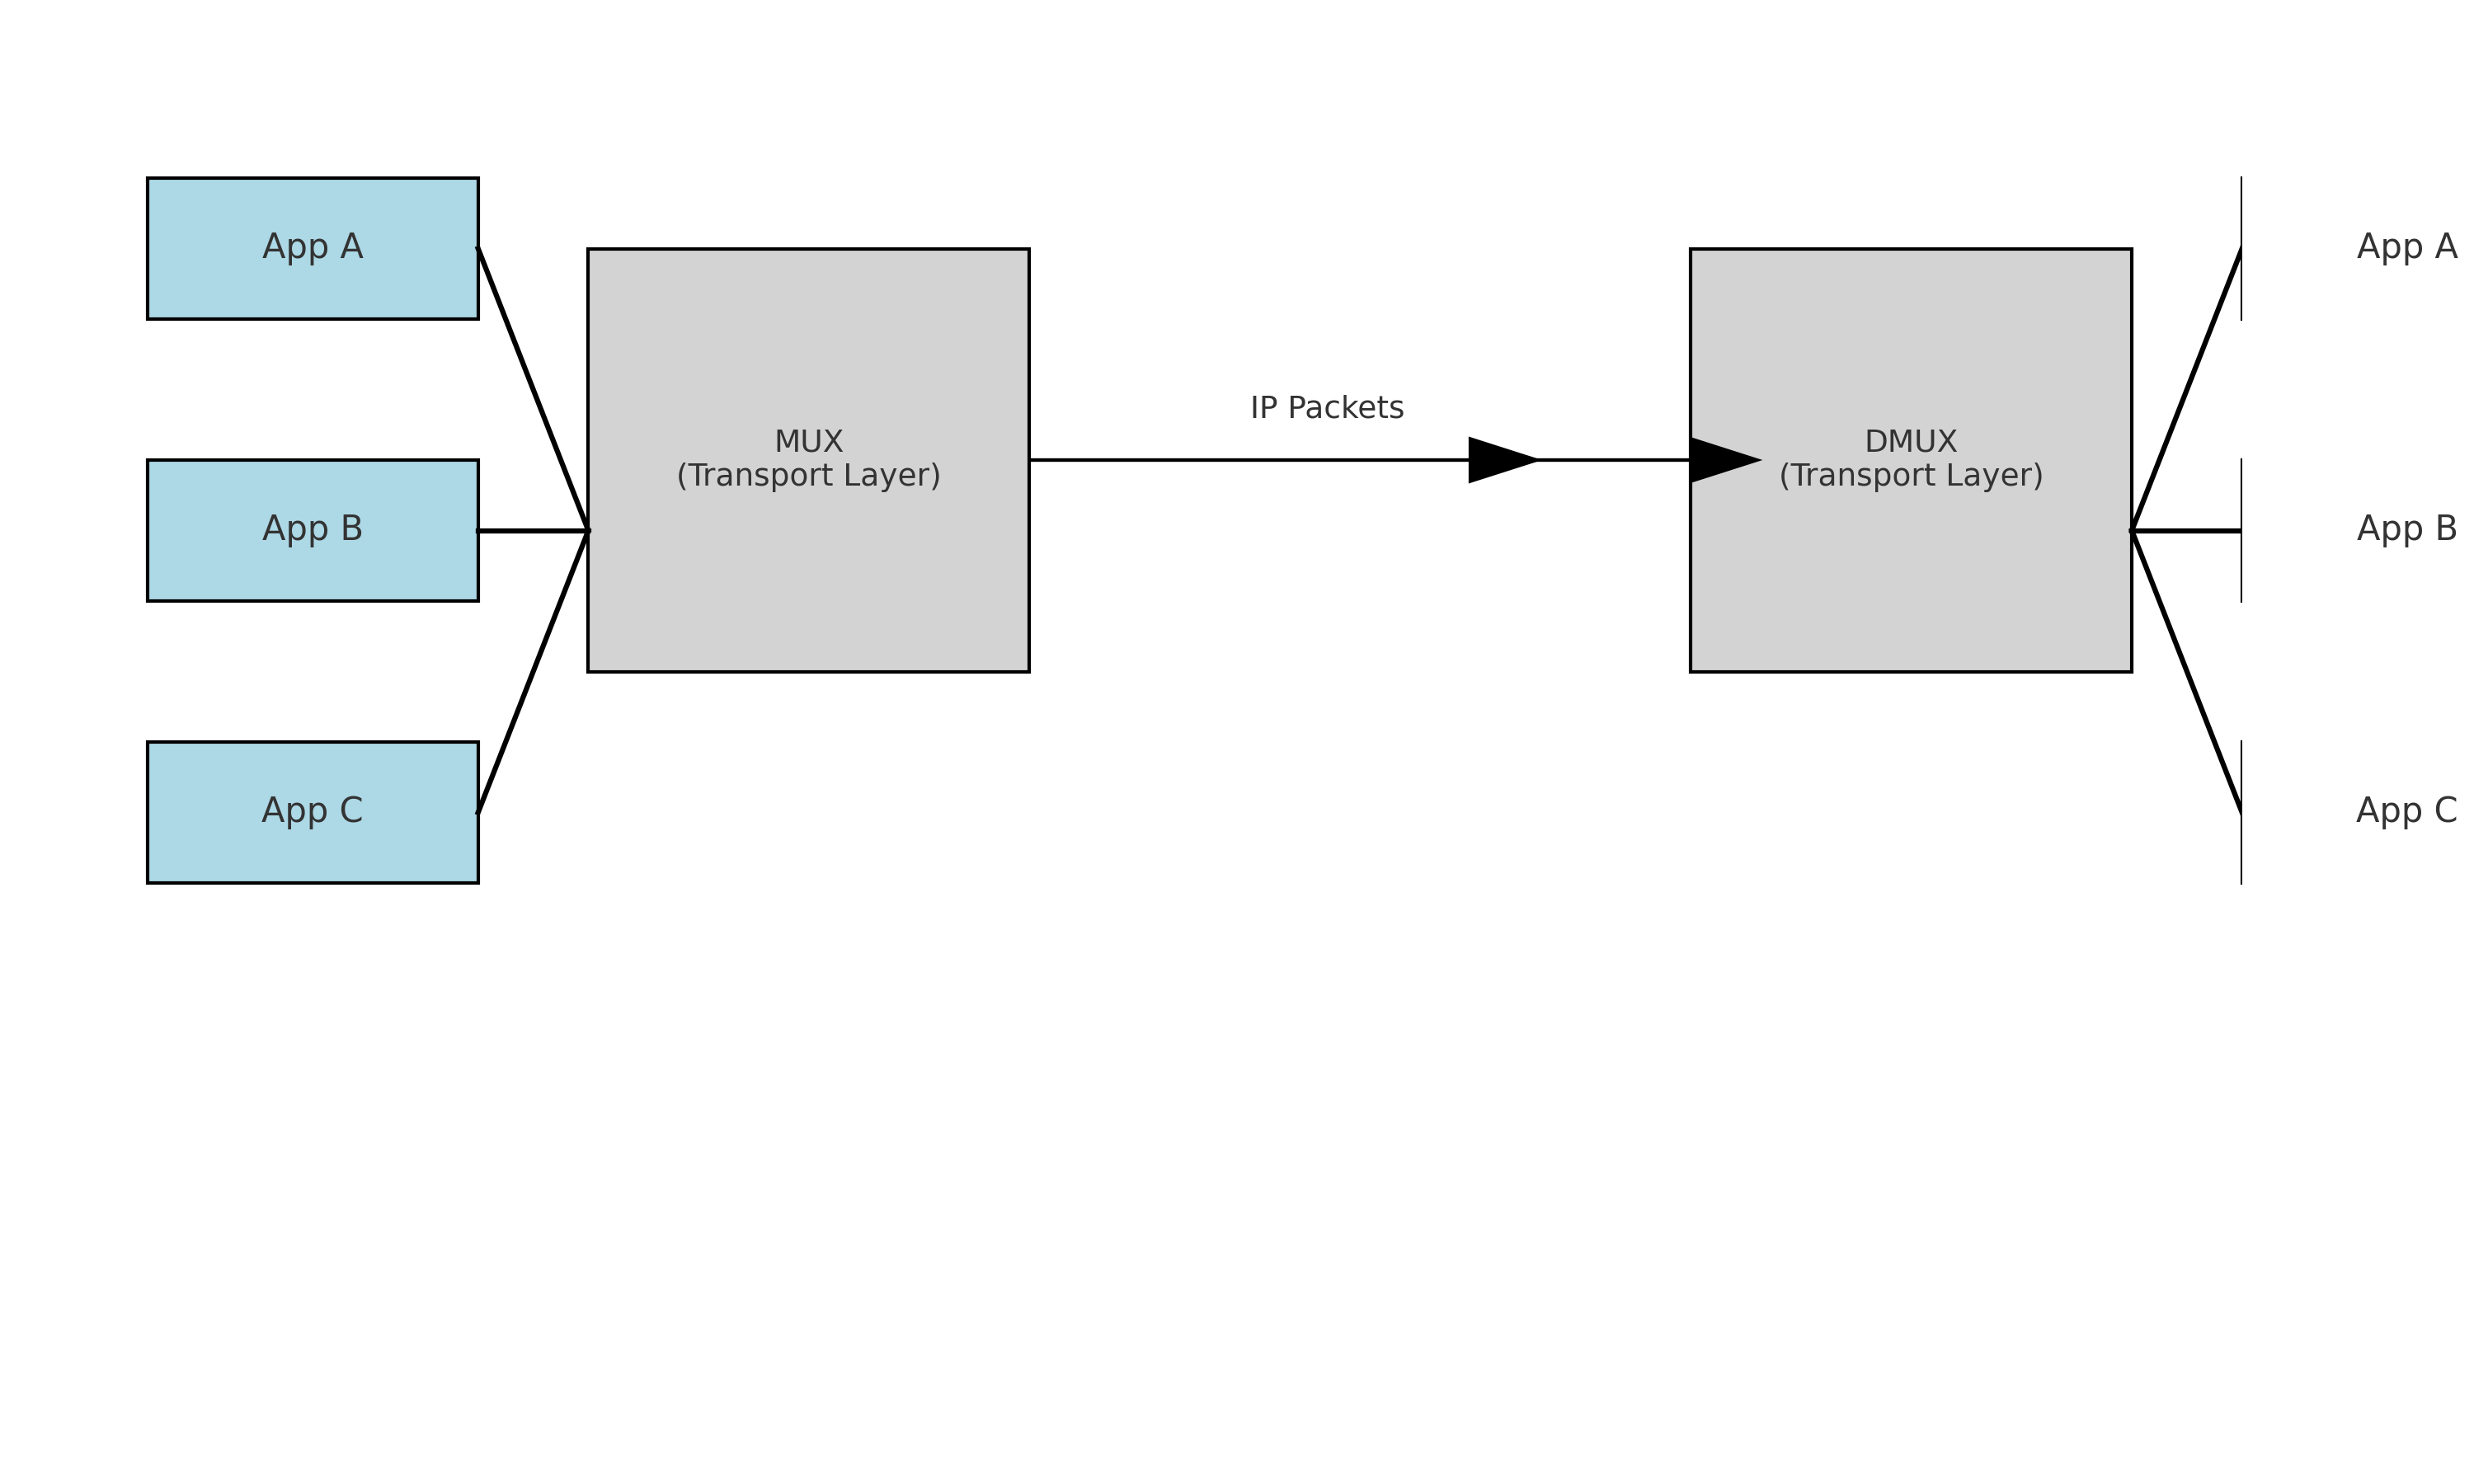 App A
App B
App C
MUX
(Transport Layer)
IP Packets
DMUX
(Transport Layer)
App A
App B
App C